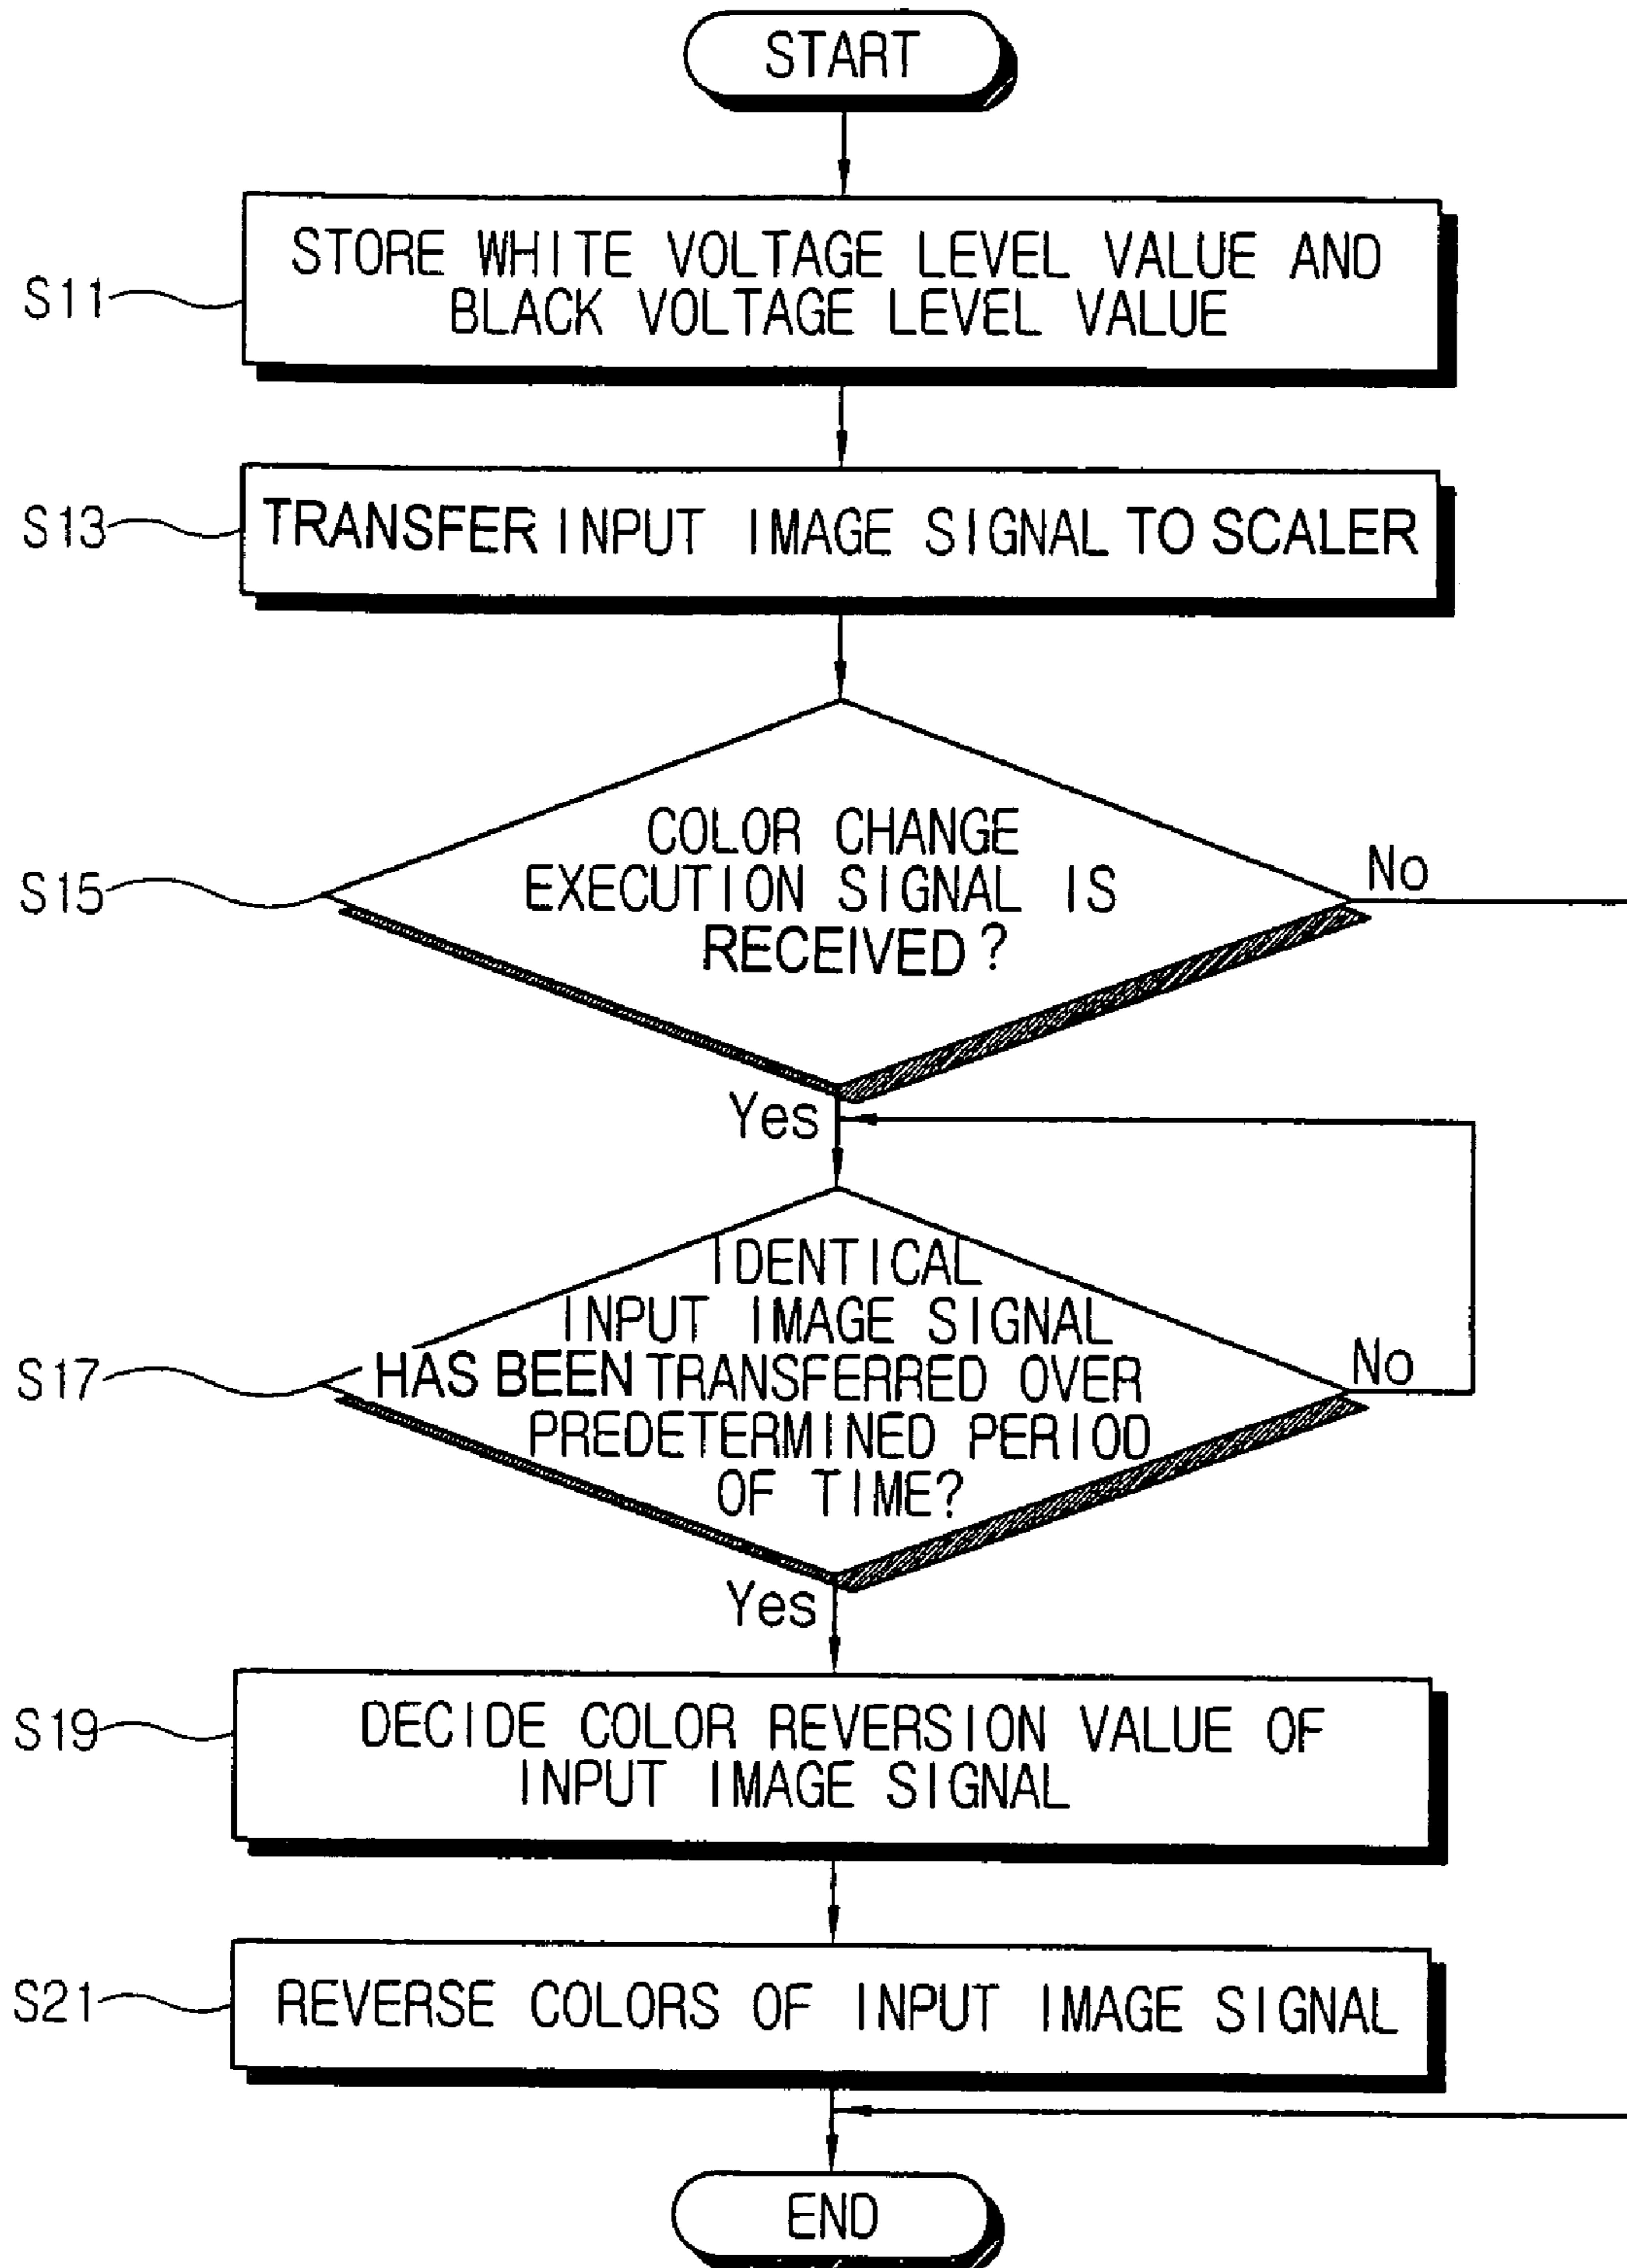 START
S11
STORE WHITE VOLTAGE LEVEL VALUE AND
BLACK VOLTAGE LEVEL VALUE
S13
TRANSFER INPUT IMAGE SIGNAL TO SCALER
S15
COLOR CHANGE
EXECUTION SIGNAL IS
RECEIVED?
No
Yes
S17
IDENTICAL
INPUT IMAGE SIGNAL
HAS BEEN TRANSFERRED OVER
PREDETERMINED PERIOD
OF TIME?
No
Yes
S19
DECIDE COLOR REVERSION VALUE OF
INPUT IMAGE SIGNAL
S21
REVERSE COLORS OF INPUT IMAGE SIGNAL
END